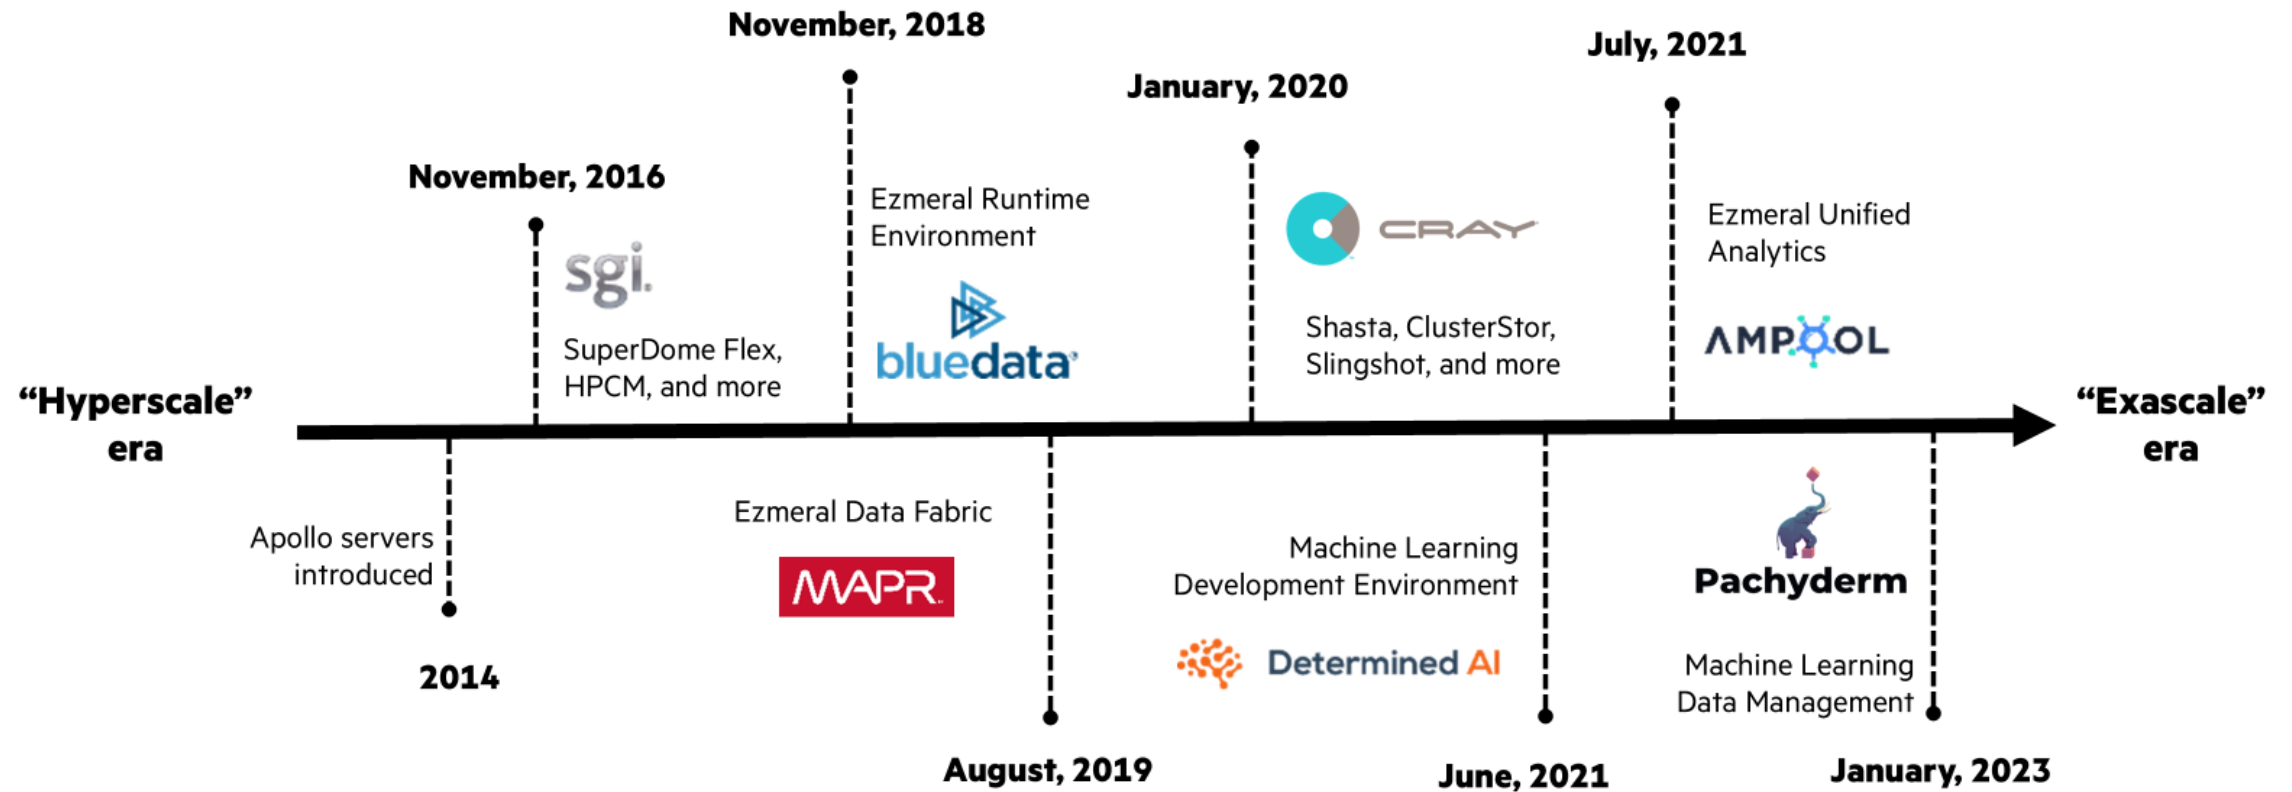 November, 2018
July, 2021
January, 2020
November, 2016
sgi.
SuperDome Flex,
HPCM, and more
Ezmeral Runtime
Environment
bluedata®
CRAY
Shasta, ClusterStor,
Slingshot, and more
Ezmeral Unified
Analytics
AMPOOL
“Hyperscale”
era
“Exascale”
era
Apollo servers
introduced
2014
Ezmeral Data Fabric
MAPR
August, 2019
Machine Learning
Development Environment
Determined AI
June, 2021
Pachyderm
Machine Learning
Data Management
January, 2023